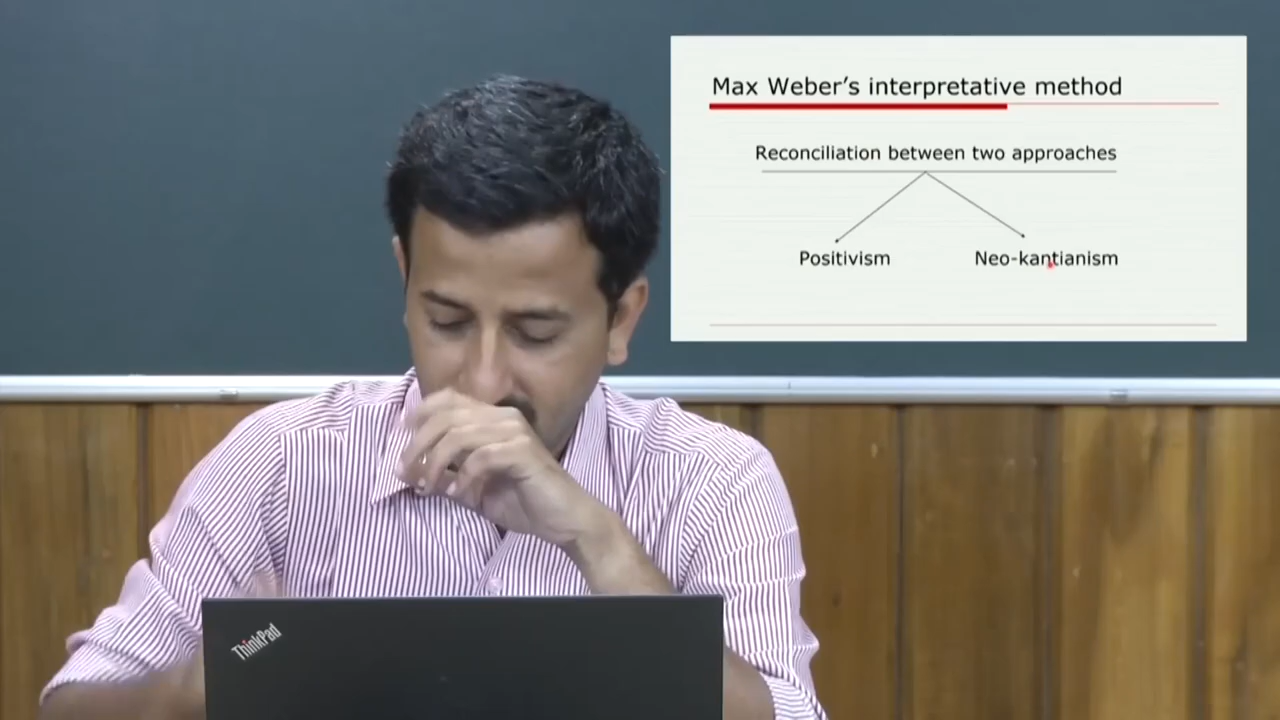 Max Weber's interpretative method
Reconciliation between two approaches
Positivism
Neo-kantianism
ThinkPad